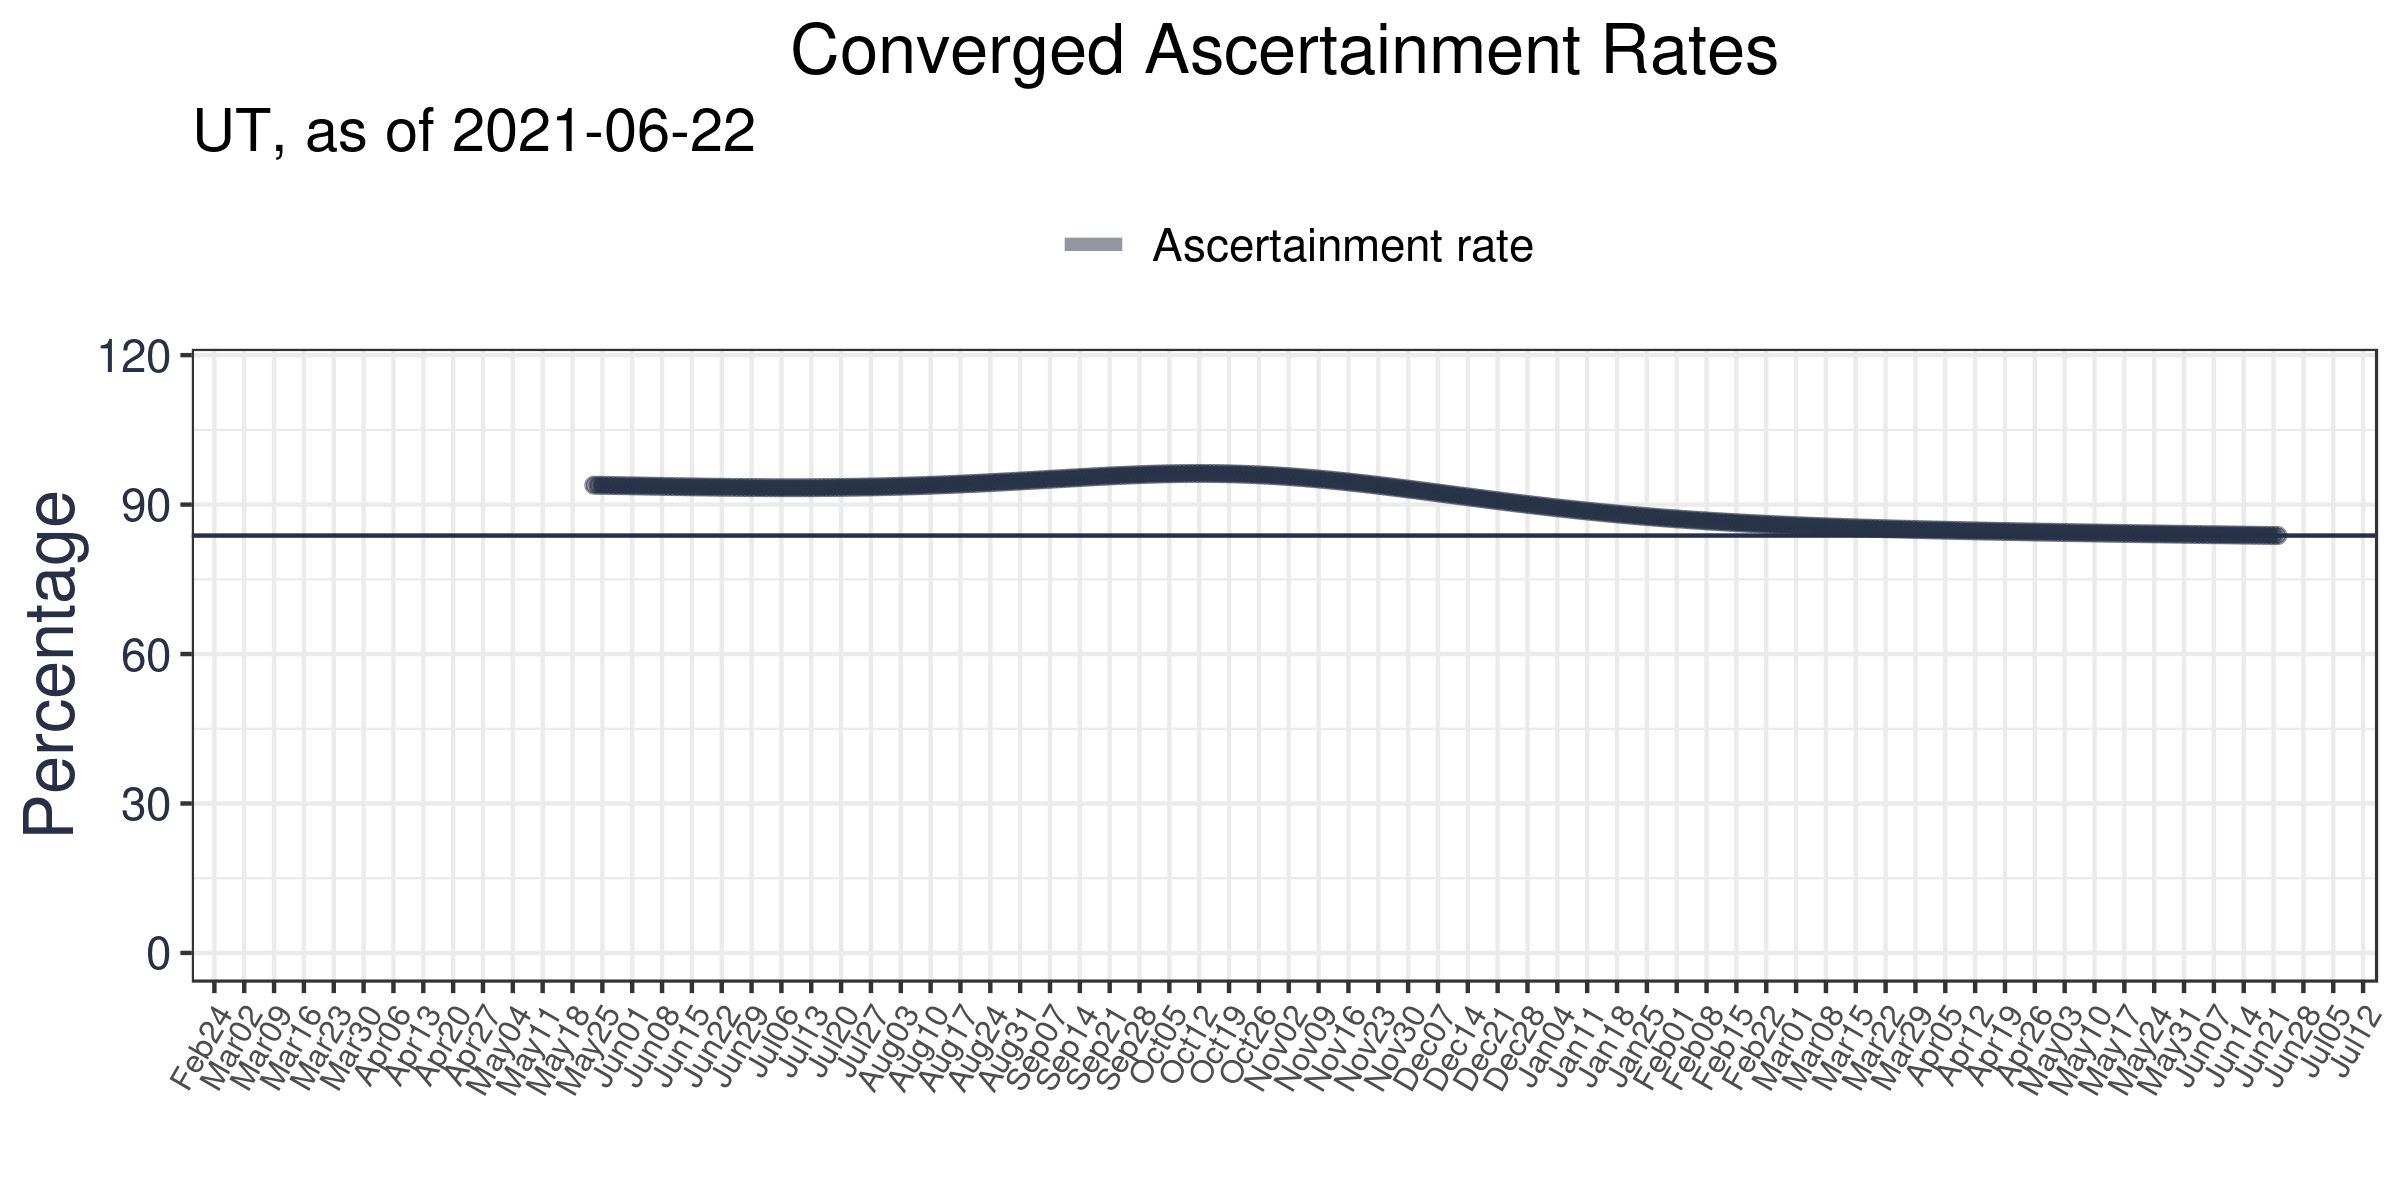 Converged Ascertainment Rates
UT, as of 2021-06-22
Ascertainment rate
Percentage
120
90
60
30
0
Feb24
Mar02
Mar09
Mar16
Mar23
Mar30
Apr06
Apr13
Apr20
Apr27
May04
May11
May18
May25
Jun01
Jun08
Jun15
Jun22
Jun29
Jul06
Jul13
Jul20
Jul27
Aug03
Aug10
Aug17
Aug24
Aug31
Sep07
Sep14
Sep21
Sep28
Oct05
Oct12
Oct19
Oct26
Nov02
Nov09
Nov16
Nov23
Nov30
Dec07
Dec14
Dec21
Dec28
Jan04
Jan11
Jan18
Jan25
Feb01
Feb08
Feb15
Feb22
Mar01
Mar08
Mar15
Mar22
Mar29
Apr05
Apr12
Apr19
Apr26
May03
May10
May17
May24
May31
May07
Jun14
Jun21
Jun28
Jul05
Jul12